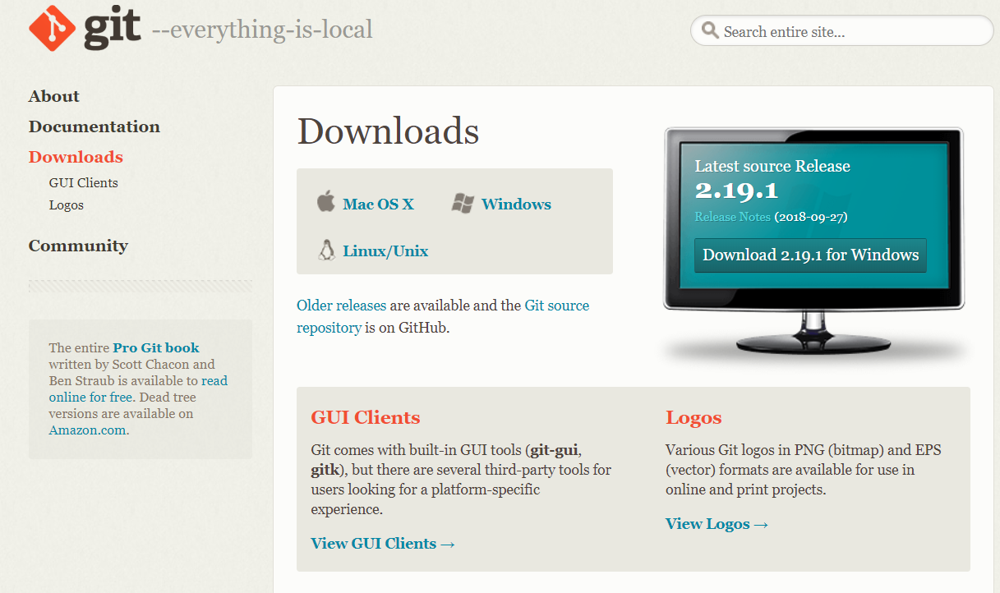 git --everything-is-local
Search entire site...
About
Documentation
Downloads
GUI Clients
Logos
Community
The entire Pro Git book
written by Scott Chacon and
Ben Straub is available to read
online for free. Dead tree
versions are available on
Amazon.com.
Downloads
Mac OS X
Windows
Linux/Unix
Older releases are available and the Git source
repository is on GitHub.
Latest source Release
2.19.1
Release Notes (2018-09-27)
Download 2.19.1 for Windows
GUI Clients
Git comes with built-in GUI tools (git-gui,
gitk), but there are several third-party tools for
users looking for a platform-specific
experience.
View GUI Clients →
Logos
Various Git logos in PNG (bitmap) and EPS
(vector) formats are available for use in
online and print projects.
View Logos →